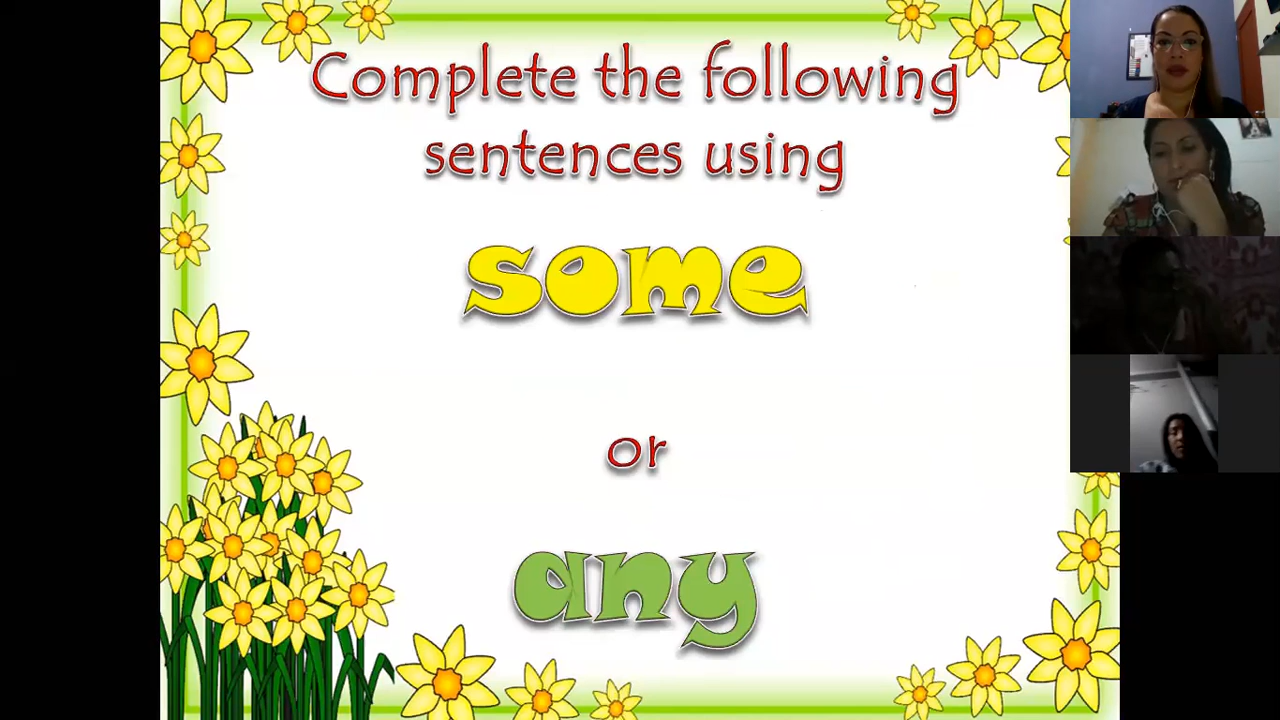 Complete the following
sentences using
some
or
any